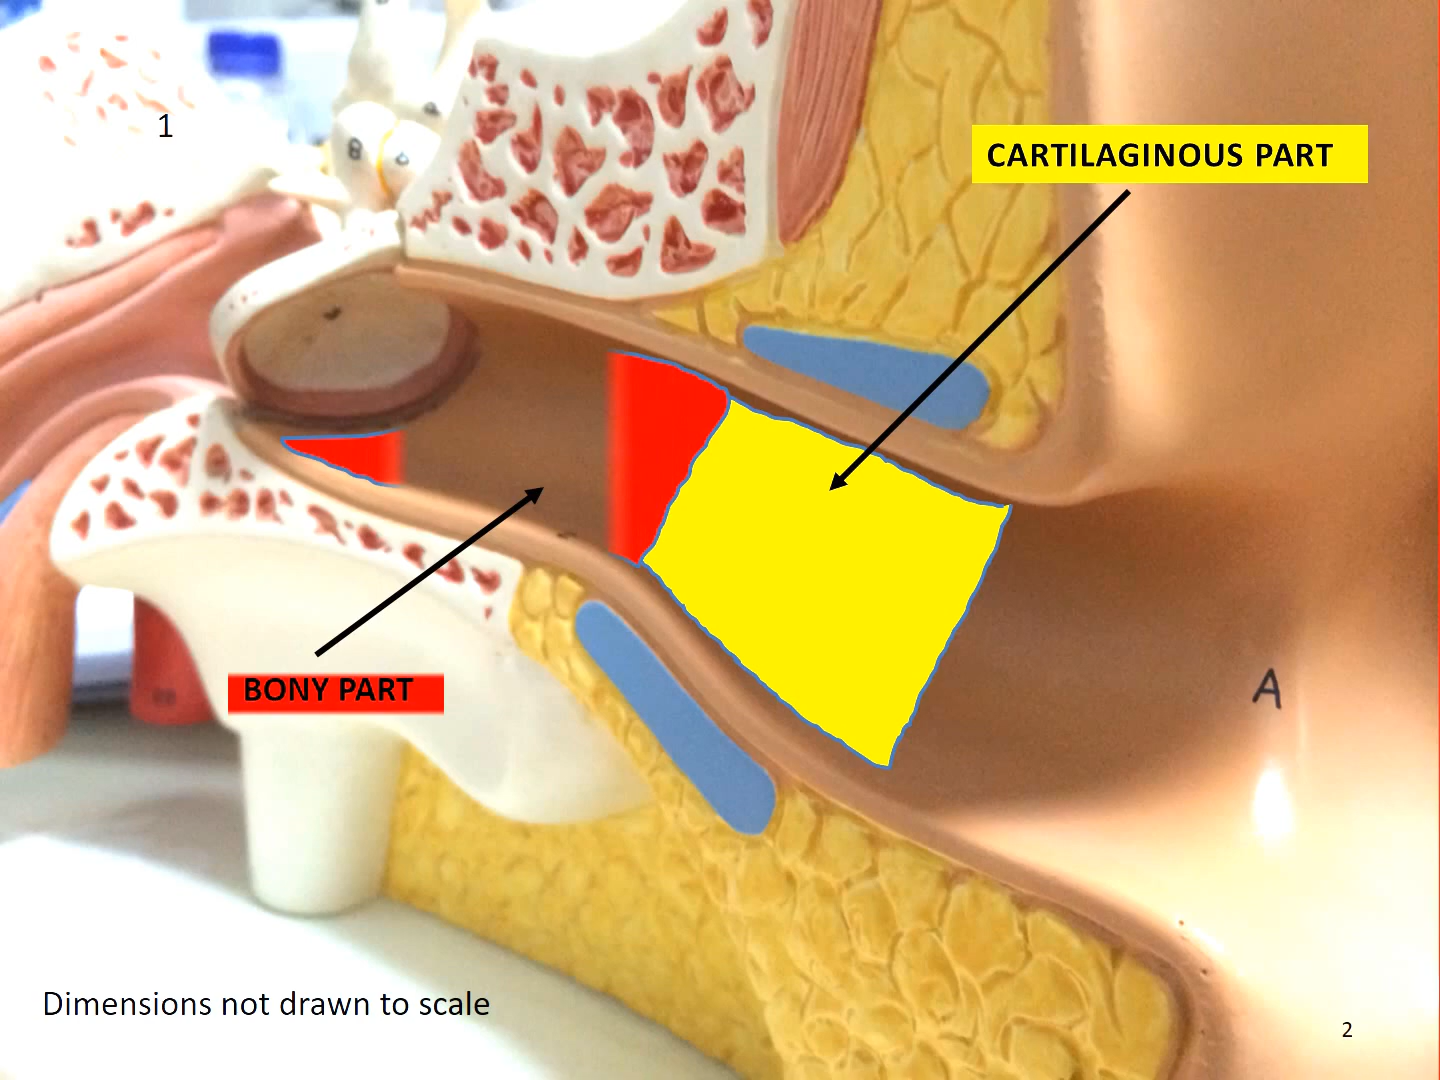 1
CARTILAGINOUS PART
BONY PART
A
Dimensions not drawn to scale
2